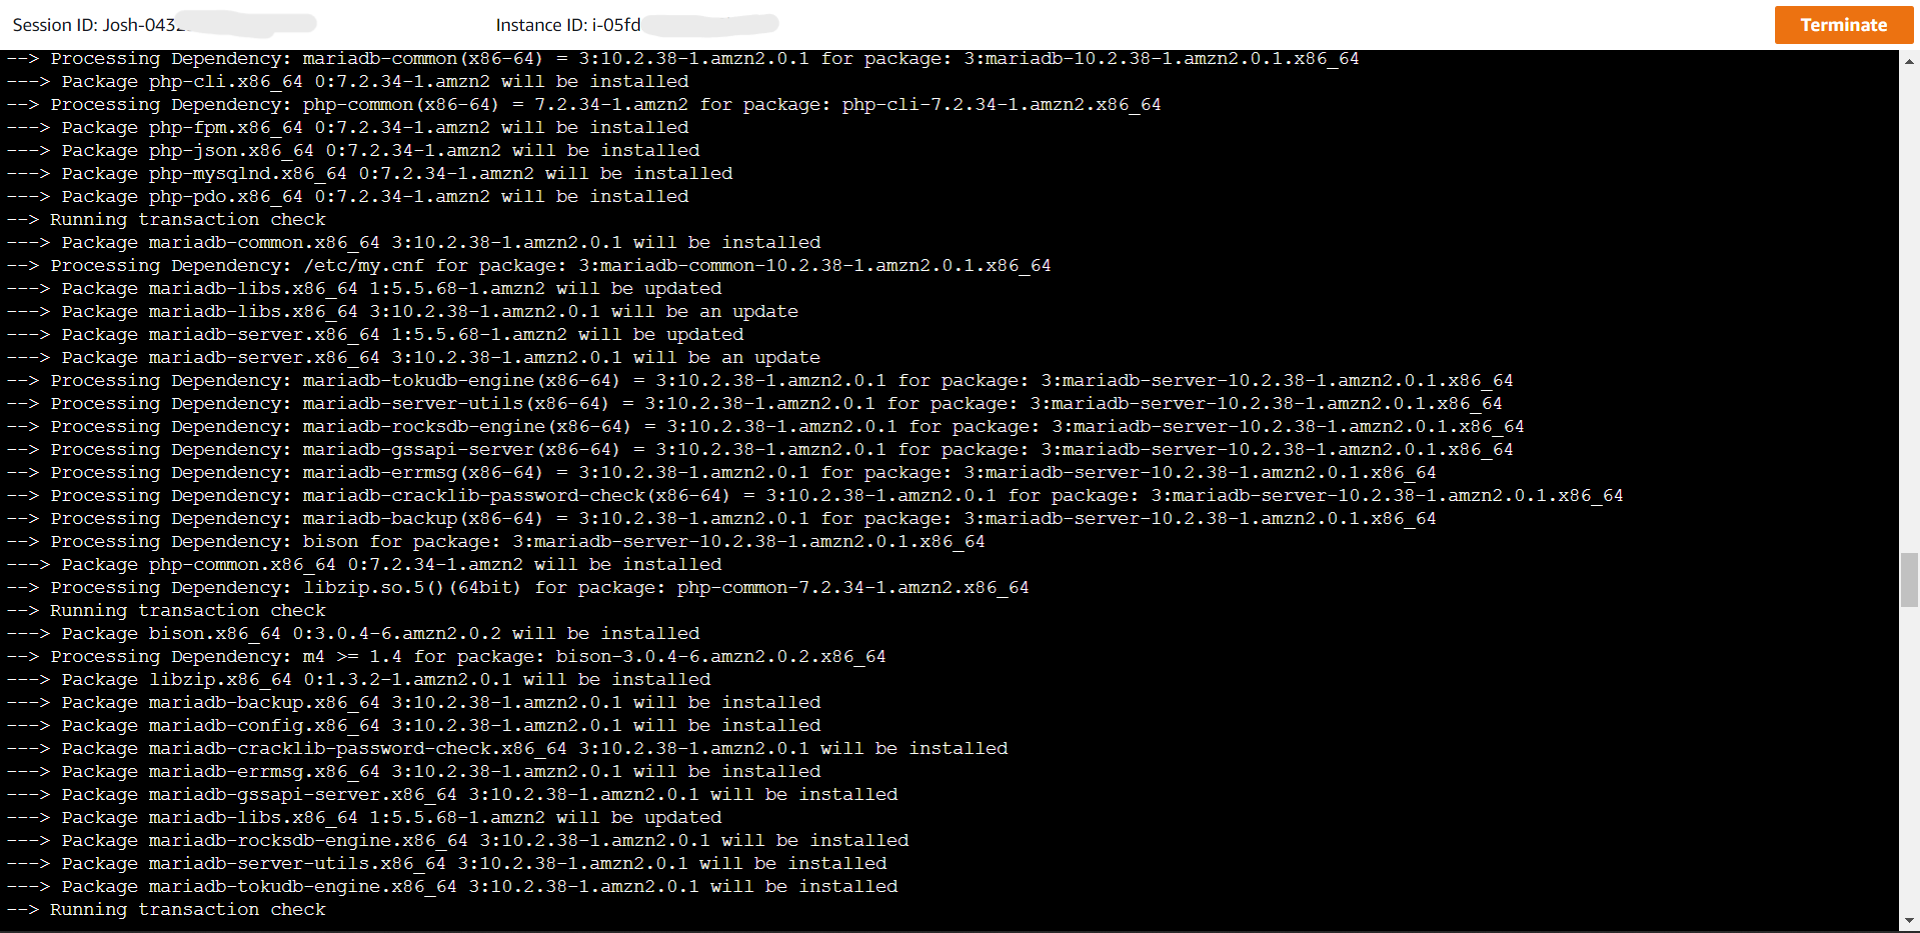 Session ID: Josh-0432
Instance ID: i-05fd
Terminate
--> Processing Dependency: mariadb-common(x86-64) = 3:10.2.38-1.amzn2.0.1 for package: 3:mariadb-10.2.38-1.amzn2.0.1.x86_64
---> Package php-cli.x86_64 0:7.2.34-1.amzn2 will be installed
--> Processing Dependency: php-common(x86-64) = 7.2.34-1.amzn2 for package: php-cli-7.2.34-1.amzn2.x86_64
---> Package php-fpm.x86_64 0:7.2.34-1.amzn2 will be installed
---> Package php-json.x86_64 0:7.2.34-1.amzn2 will be installed
---> Package php-mysqlnd.x86_64 0:7.2.34-1.amzn2 will be installed
---> Package php-pdo.x86_64 0:7.2.34-1.amzn2 will be installed
--> Running transaction check
---> Package mariadb-common.x86_64 3:10.2.38-1.amzn2.0.1 will be installed
--> Processing Dependency: /etc/my.cnf for package: 3:mariadb-common-10.2.38-1.amzn2.0.1.x86_64
---> Package mariadb-libs.x86_64 1:5.5.68-1.amzn2 will be updated
---> Package mariadb-libs.x86_64 3:10.2.38-1.amzn2.0.1 will be an update
---> Package mariadb-server.x86_64 1:5.5.68-1.amzn2 will be updated
---> Package mariadb-server.x86_64 3:10.2.38-1.amzn2.0.1 will be an update
--> Processing Dependency: mariadb-tokudb-engine(x86-64) = 3:10.2.38-1.amzn2.0.1 for package: 3:mariadb-server-10.2.38-1.amzn2.0.1.x86_64
--> Processing Dependency: mariadb-server-utils(x86-64) = 3:10.2.38-1.amzn2.0.1 for package: 3:mariadb-server-10.2.38-1.amzn2.0.1.x86_64
--> Processing Dependency: mariadb-rocksdb-engine(x86-64) = 3:10.2.38-1.amzn2.0.1 for package: 3:mariadb-server-10.2.38-1.amzn2.0.1.x86_64
--> Processing Dependency: mariadb-gssapi-server(x86-64) = 3:10.2.38-1.amzn2.0.1 for package: 3:mariadb-server-10.2.38-1.amzn2.0.1.x86_64
--> Processing Dependency: mariadb-errmsg(x86-64) = 3:10.2.38-1.amzn2.0.1 for package: 3:mariadb-server-10.2.38-1.amzn2.0.1.x86_64
--> Processing Dependency: mariadb-cracklib-password-check(x86-64) = 3:10.2.38-1.amzn2.0.1 for package: 3:mariadb-server-10.2.38-1.amzn2.0.1.x86_64
--> Processing Dependency: mariadb-backup(x86-64) = 3:10.2.38-1.amzn2.0.1 for package: 3:mariadb-server-10.2.38-1.amzn2.0.1.x86_64
--> Processing Dependency: bison for package: 3:mariadb-server-10.2.38-1.amzn2.0.1.x86_64
---> Package php-common.x86_64 0:7.2.34-1.amzn2 will be installed
--> Processing Dependency: libzip.so.5()(64bit) for package: php-common-7.2.34-1.amzn2.x86_64
--> Running transaction check
---> Package bison.x86_64 0:3.0.4-6.amzn2.0.2 will be installed
--> Processing Dependency: m4 >= 1.4 for package: bison-3.0.4-6.amzn2.0.2.x86_64
---> Package libzip.x86_64 0:1.3.2-1.amzn2.0.1 will be installed
---> Package mariadb-backup.x86_64 3:10.2.38-1.amzn2.0.1 will be installed
---> Package mariadb-config.x86_64 3:10.2.38-1.amzn2.0.1 will be installed
---> Package mariadb-cracklib-password-check.x86_64 3:10.2.38-1.amzn2.0.1 will be installed
---> Package mariadb-errmsg.x86_64 3:10.2.38-1.amzn2.0.1 will be installed
---> Package mariadb-gssapi-server.x86_64 3:10.2.38-1.amzn2.0.1 will be installed
---> Package mariadb-libs.x86_64 1:5.5.68-1.amzn2 will be updated
---> Package mariadb-rocksdb-engine.x86_64 3:10.2.38-1.amzn2.0.1 will be installed
---> Package mariadb-server-utils.x86_64 3:10.2.38-1.amzn2.0.1 will be installed
---> Package mariadb-tokudb-engine.x86_64 3:10.2.38-1.amzn2.0.1 will be installed
--> Running transaction check